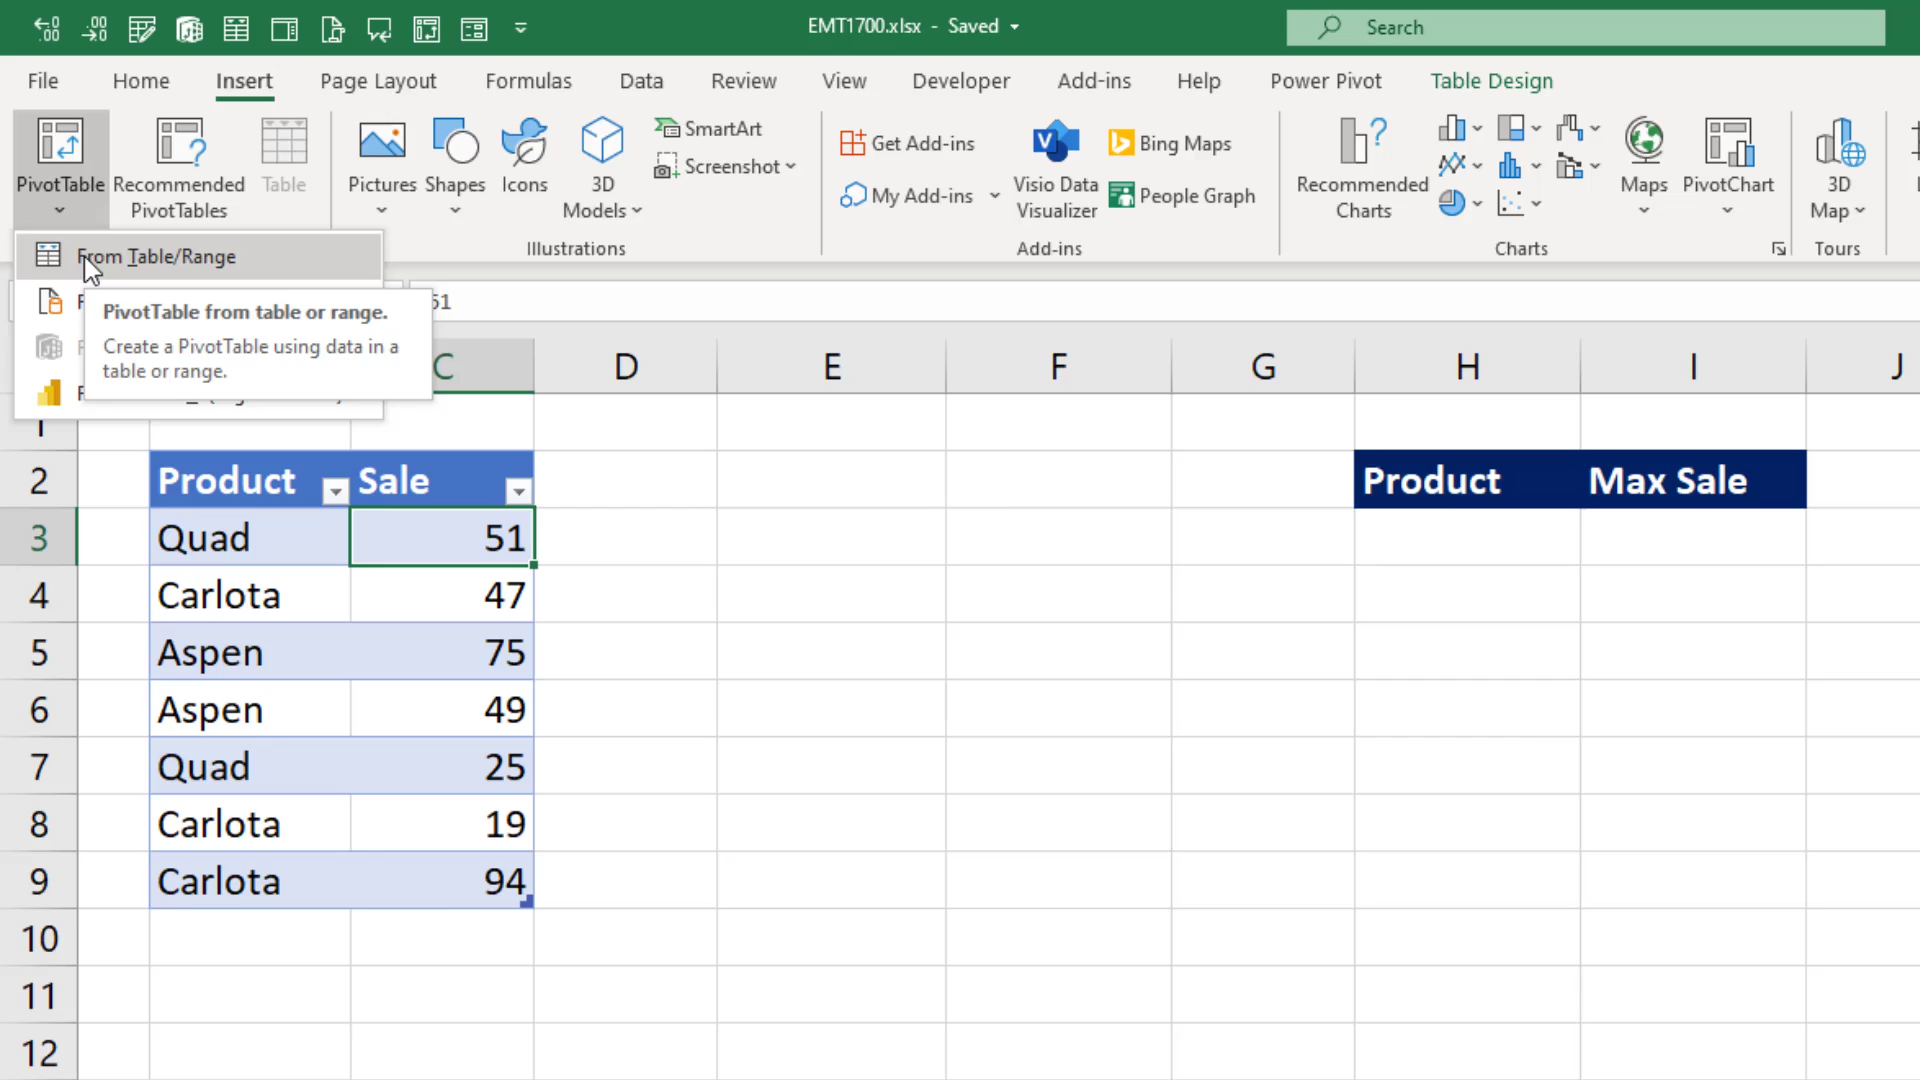 EMT1700.xlsx - Saved
Search
File Home Insert Page Layout Formulas Data Review View Developer Add-ins Help Power Pivot Table Design
PivotTable
Recommended
PivotTables
Table
Pictures
Shapes
Icons
3D
Models
SmartArt
Screenshot
Illustrations
Get Add-ins
My Add-ins
Visio Data
Visualizer
Bing Maps
People Graph
Add-ins
Recommended
Charts
Maps
PivotChart
Charts
3D
Map
Tours
From Table/Range
PivotTable from table or range.
Create a PivotTable using data in a
table or range.
51
C D E F G H I J
1
2 Product Sale Product Max Sale
3 Quad 51
4 Carlota 47
5 Aspen 75
6 Aspen 49
7 Quad 25
8 Carlota 19
9 Carlota 94
10
11
12